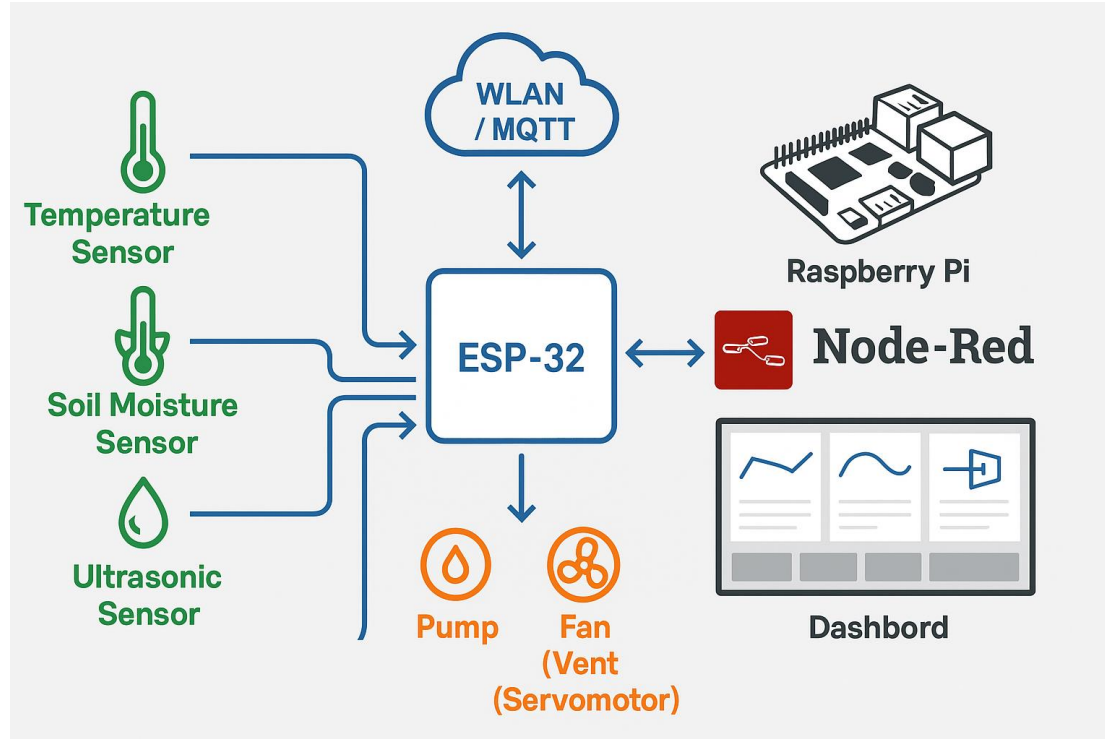 WLAN
/ MQTT
Temperature
Sensor
Soil Moisture
Sensor
Ultrasonic
Sensor
ESP-32
Pump
Fan
(Vent
(Servomotor)
Raspberry Pi
Node-Red
Dashbord